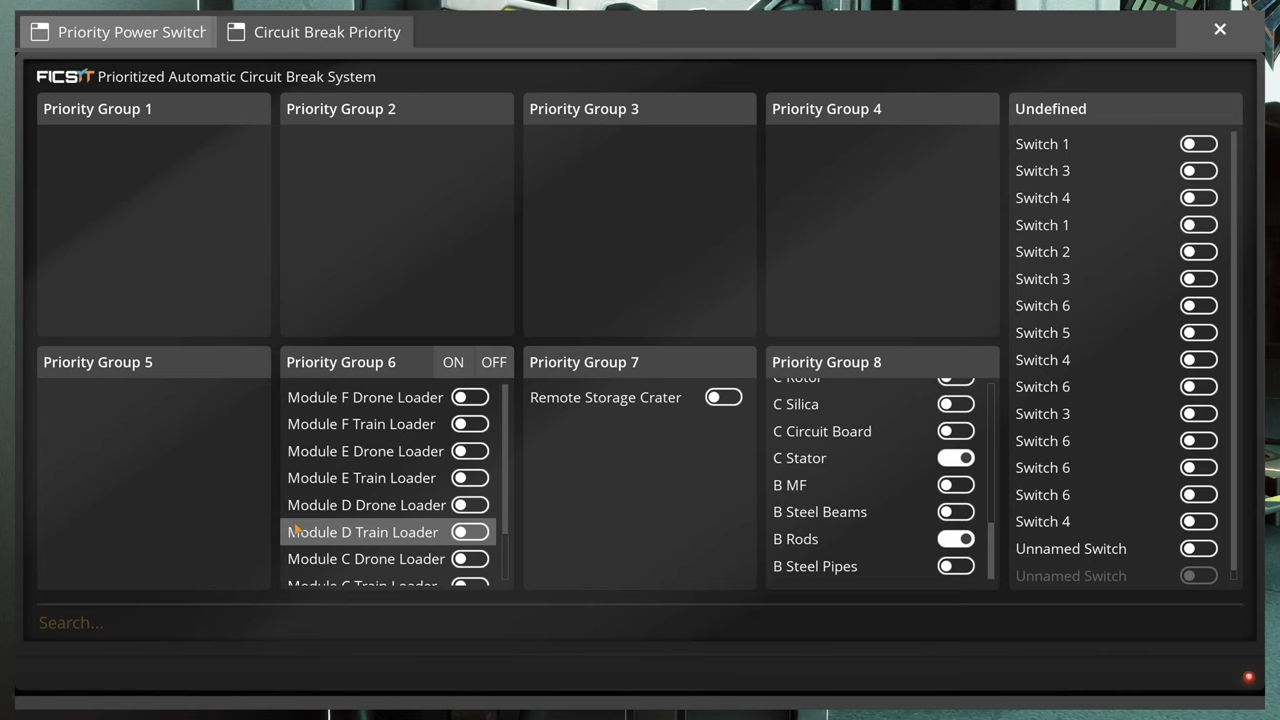 Priority Power Switch
Circuit Break Priority
FICSIT Prioritized Automatic Circuit Break System
Priority Group 1
Priority Group 2
Priority Group 3
Priority Group 4
Undefined
Switch 1
Switch 3
Switch 4
Switch 1
Switch 2
Switch 3
Switch 6
Switch 5
Switch 4
Switch 6
Switch 3
Switch 6
Switch 6
Switch 6
Switch 4
Unnamed Switch
Unnamed Switch
Priority Group 5
Priority Group 6 ON OFF
Module F Drone Loader
Module F Train Loader
Module E Drone Loader
Module E Train Loader
Module D Drone Loader
Module D Train Loader
Module C Drone Loader
Module C Train Loader
Priority Group 7
Remote Storage Crater
Priority Group 8
C Rotor
C Silica
C Circuit Board
C Stator
B MF
B Steel Beams
B Rods
B Steel Pipes
Search...